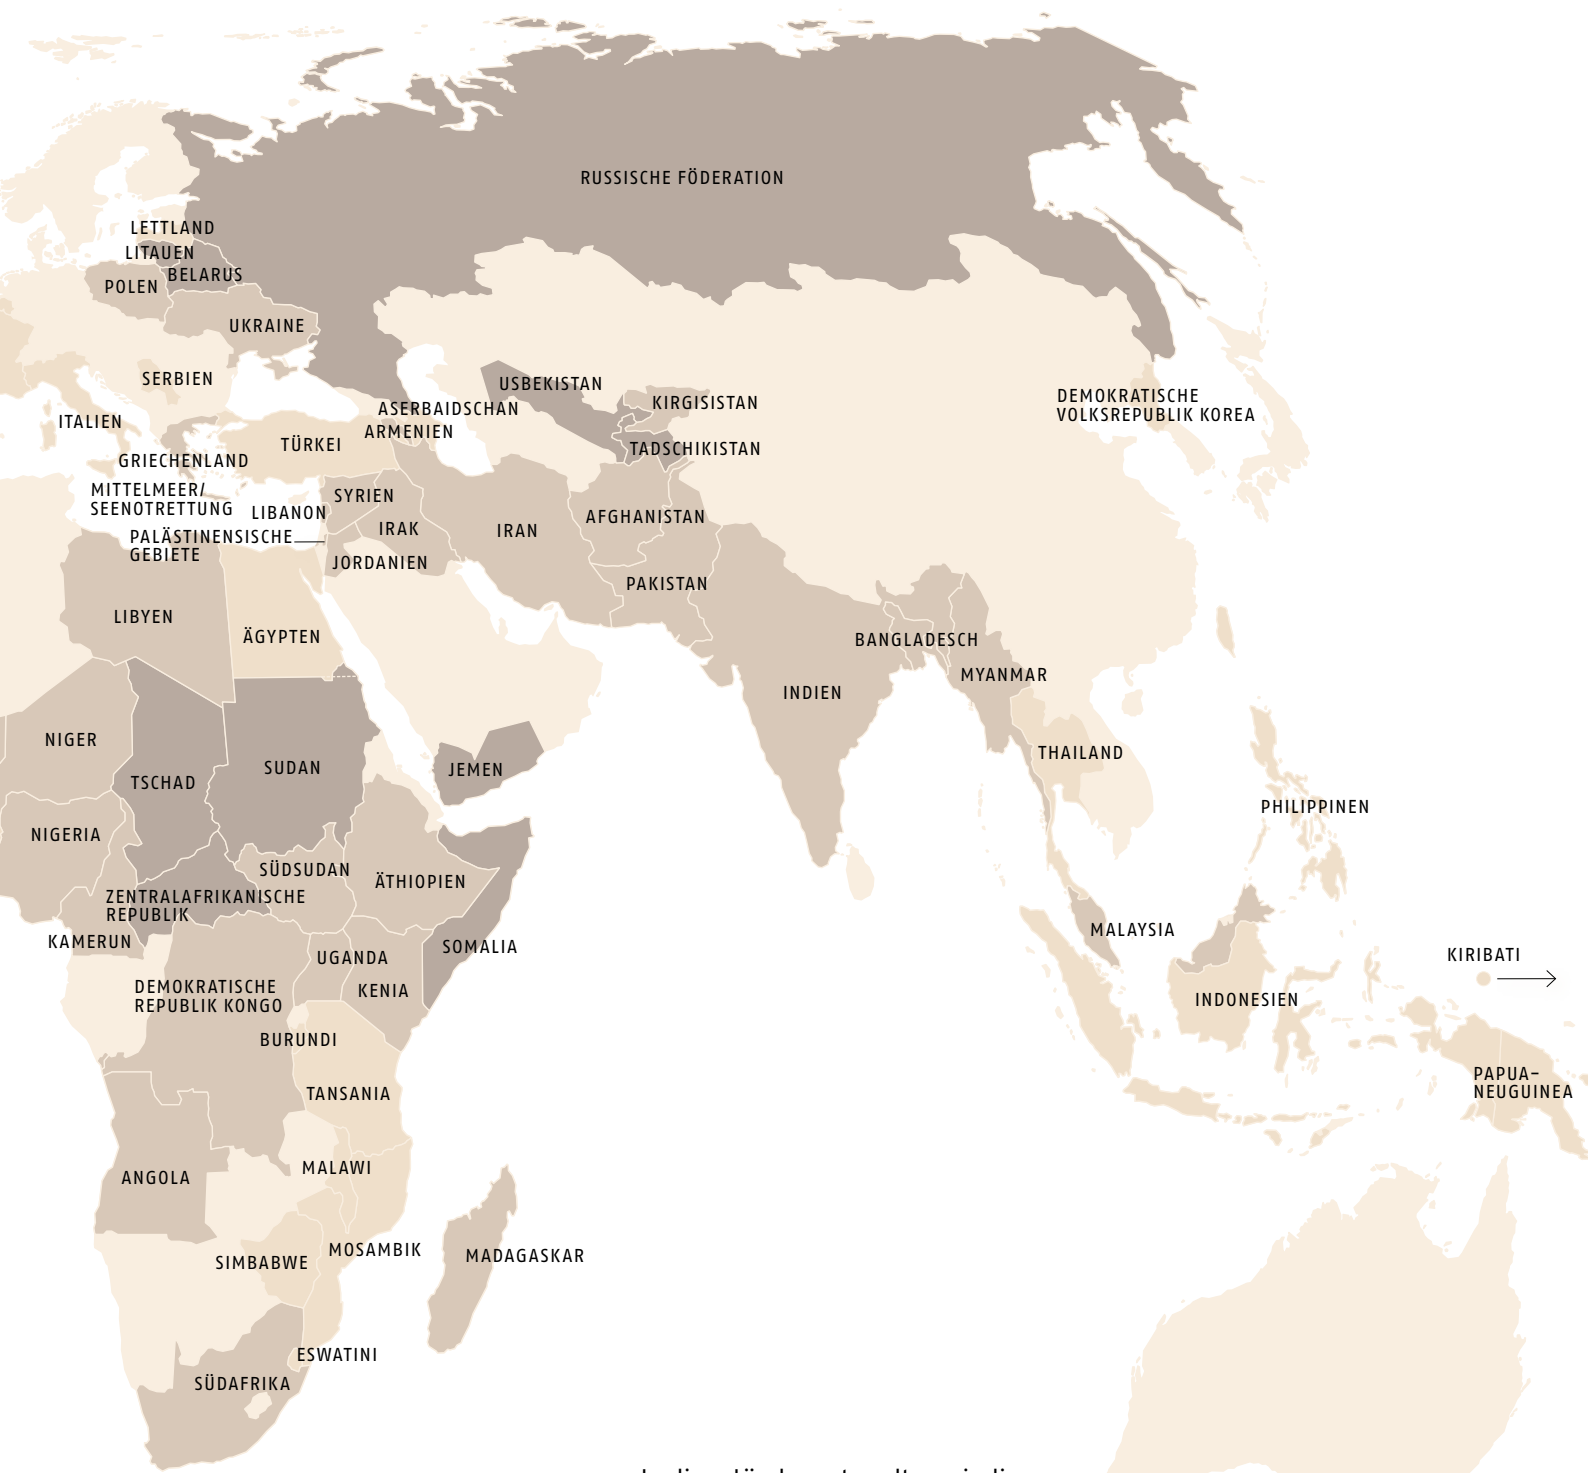 RUSSISCHE FÖDERATION
LETTLAND
LITAUEN
BELARUS
POLEN
UKRAINE
SERBIEN
USBEKISTAN
KIRGISISTAN
DEMOKRATISCHE
VOLKSREPUBLIK KOREA
ASERBAIDSCHAN
ITALIEN
ARMENIEN
TÜRKEI
TADSCHIKISTAN
GRIECHENLAND
MITTELMEER/
SEENOTRETTUNG
SYRIEN
LIBANON
AFGHANISTAN
IRAK
IRAN
PALÄSTINENSISCHE
GEBIETE
JORDANIEN
PAKISTAN
LIBYEN
ÄGYPTEN
BANGLADESCH
MYANMAR
INDIEN
NIGER
THAILAND
SUDAN
JEMEN
TSCHAD
PHILIPPINEN
NIGERIA
SÜDSUDAN
ÄTHIOPIEN
ZENTRALAFRIKANISCHE
REPUBLIK
MALAYSIA
KAMERUN
SOMALIA
KIRIBATI
UGANDA
DEMOKRATISCHE
REPUBLIK KONGO
KENIA
INDONESIEN
BURUNDI
PAPUA-
NEUGUINEA
TANSANIA
MALAWI
ANGOLA
MOSAMBIK
MADAGASKAR
SIMBABWE
ESWATINI
SÜDAFRIKA